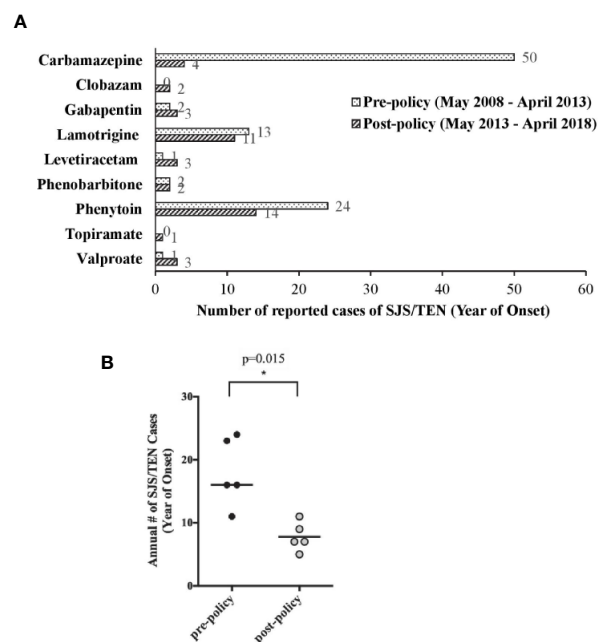 A
Carbamazepine 50
4
Clobazam 0
2
Gabapentin 2
3
Pre-policy (May 2008 - April 2013)
Lamotrigine 13
11
Post-policy (May 2013 - April 2018)
Levetiracetam 1
3
Phenobarbitone 2
2
Phenytoin 24
14
Topiramate 0
1
Valproate 1
3
0 10 20 30 40 50 60
Number of reported cases of SJS/TEN (Year of Onset)
B
p=0.015
*
30
20
10
0
Annual # of SJS/TEN Cases
(Year of Onset)
pre-policy post-policy